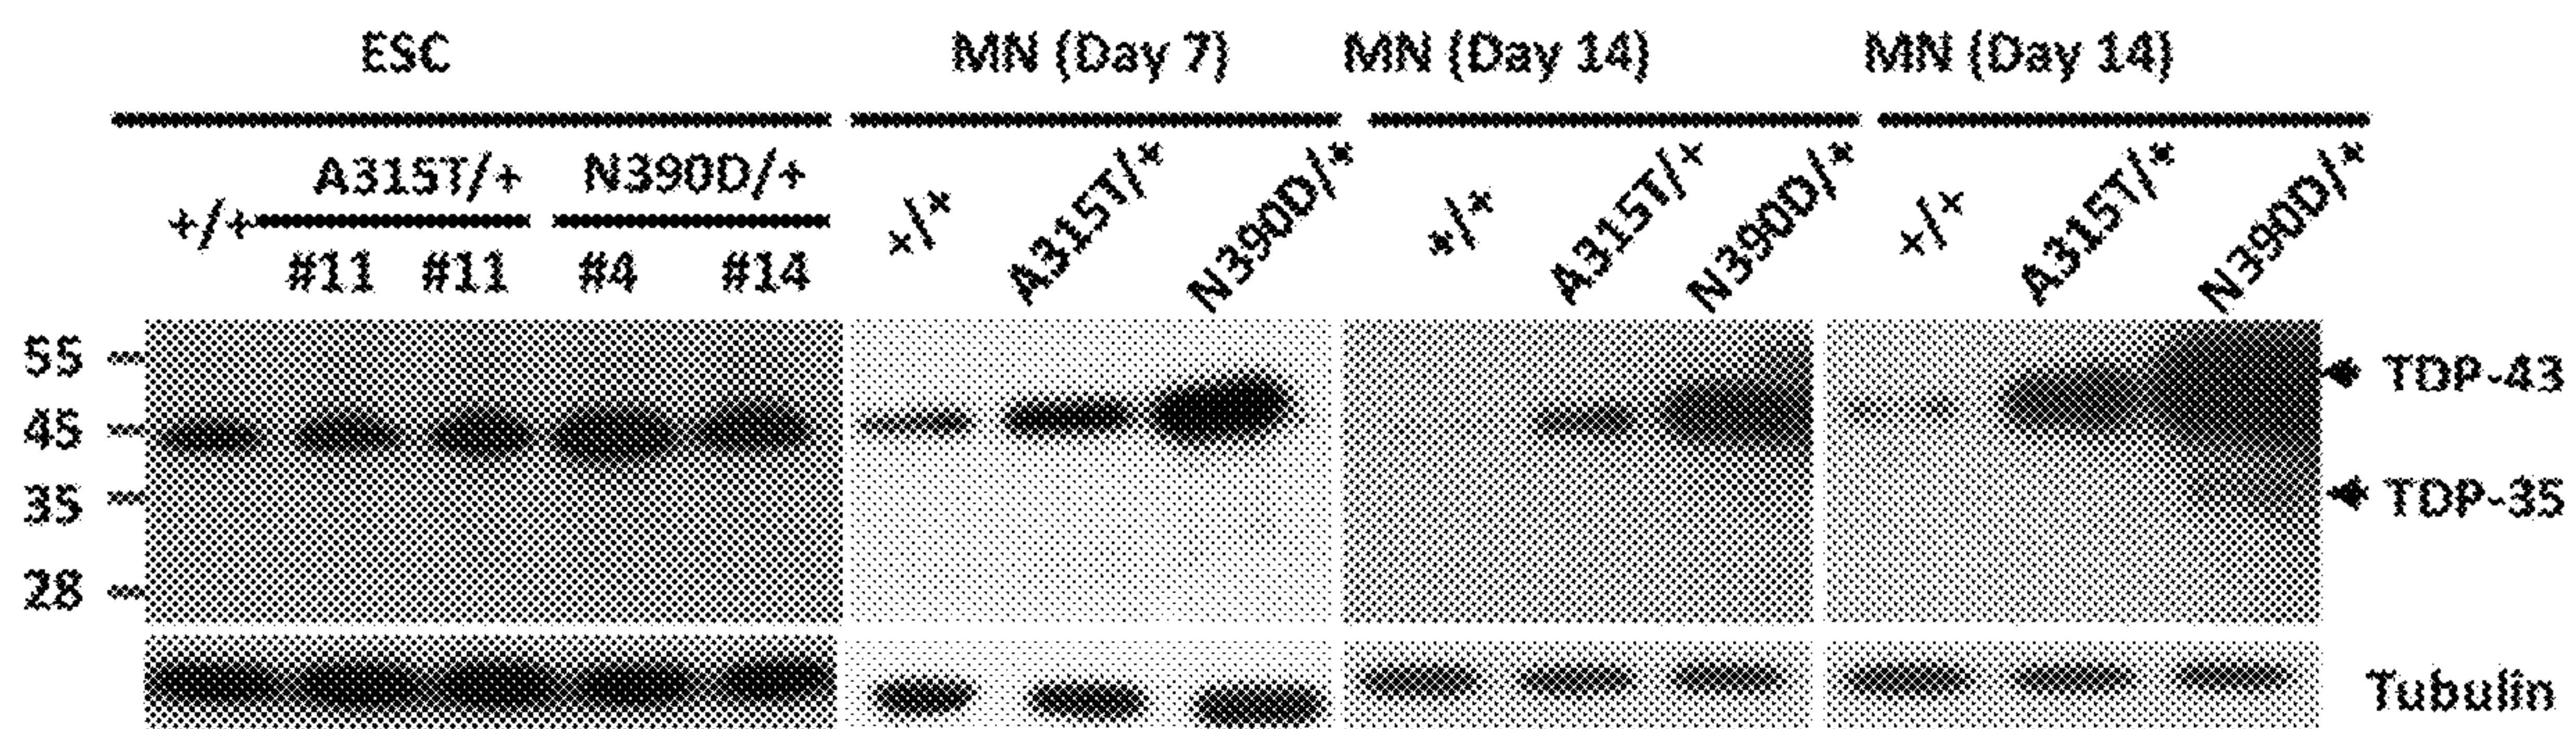 ESC MN (Day 7) MN (Day 14) MN (Day 14)
A315T/+ N390D/+
+/+ #11 #11 #4 #14 +/+ A315T/* N390D/* */+ A315T/+ N390D/* +/+ A315T/* N390D/*
55
45
35
28
TDP-43
TDP-35
Tubulin